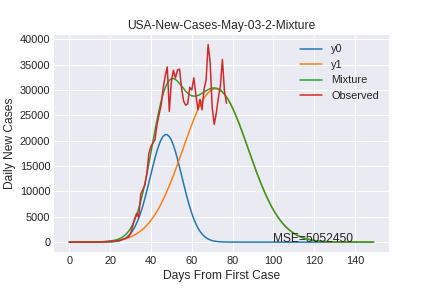 USA-New-Cases-May-03-2-Mixture
40000
35000
30000
25000
20000
15000
10000
5000
0
Daily New Cases
y0
y1
Mixture
Observed
MSE=5052450
0 20 40 60 80 100 120 140
Days From First Case